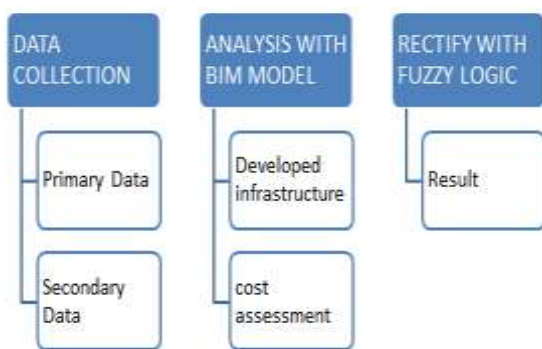 DATA
COLLECTION
Primary Data
Secondary
Data
ANALYSIS WITH
BIM MODEL
Developed
infrastructure
cost
assessment
RECTIFY WITH
FUZZY LOGIC
Result